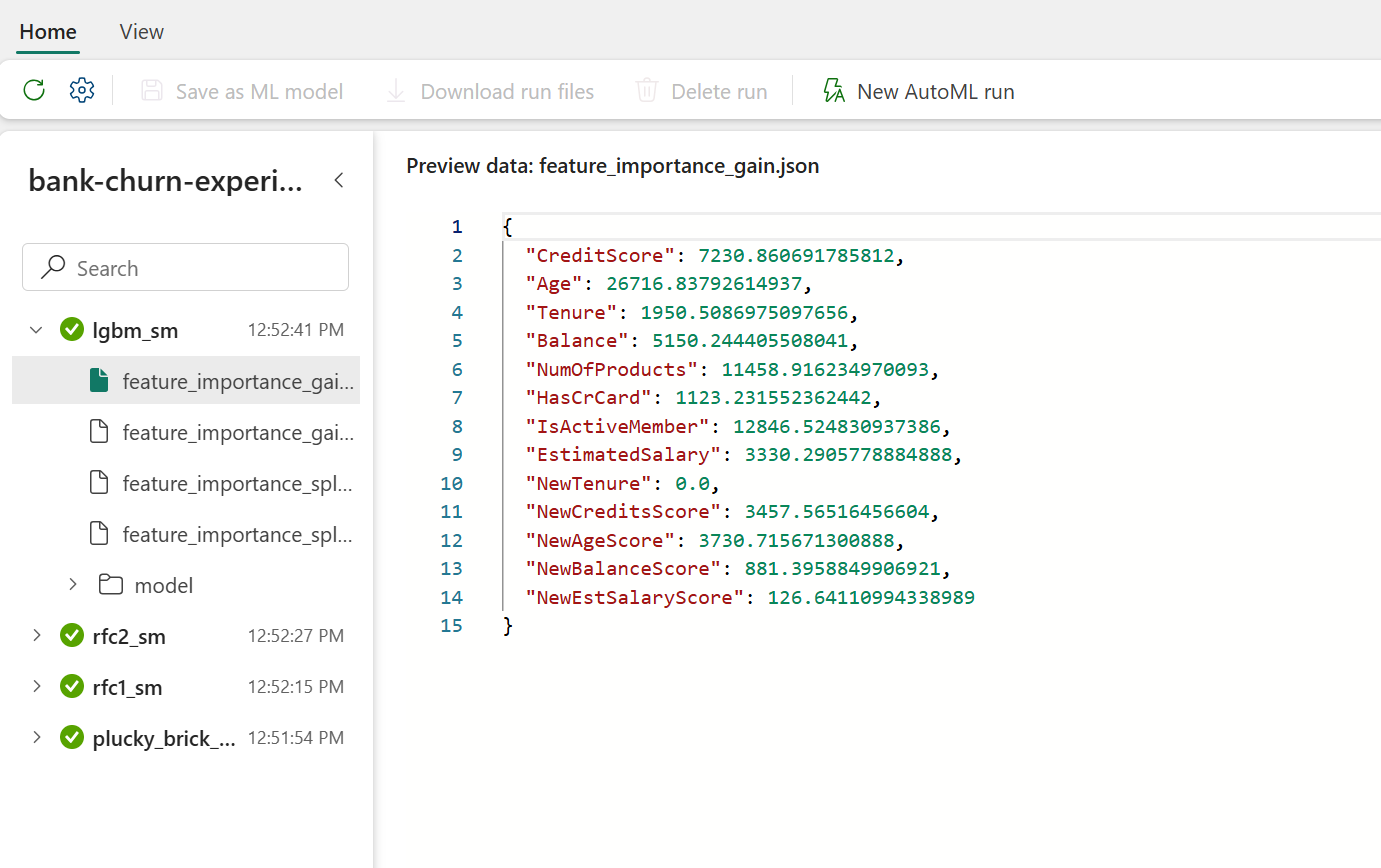 Home View
Save as ML model Download run files Delete run New AutoML run
bank-churn-experi...
Search
lgbm_sm 12:52:41 PM
feature_importance_gai...
feature_importance_gai...
feature_importance_spl...
feature_importance_spl...
model
rfc2_sm 12:52:27 PM
rfc1_sm 12:52:15 PM
plucky_brick_... 12:51:54 PM
Preview data: feature_importance_gain.json
1 {
2 "CreditScore": 7230.860691785812,
3 "Age": 26716.83792614937,
4 "Tenure": 1950.5086975097656,
5 "Balance": 5150.244405508041,
6 "NumOfProducts": 11458.916234970093,
7 "HasCrCard": 1123.231552362442,
8 "IsActiveMember": 12846.524830937386,
9 "EstimatedSalary": 3330.2905778884888,
10 "NewTenure": 0.0,
11 "NewCreditsScore": 3457.56516456604,
12 "NewAgeScore": 3730.715671300888,
13 "NewBalanceScore": 881.3958849906921,
14 "NewEstSalaryScore": 126.64110994338989
15 }